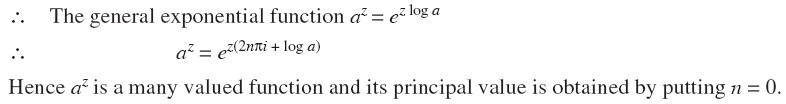 ∴ The general exponential function a^z = e^{z log a}
∴ a^z = e^{z(2nπi + log a)}
Hence a^z is a many valued function and its principal value is obtained by putting n = 0.